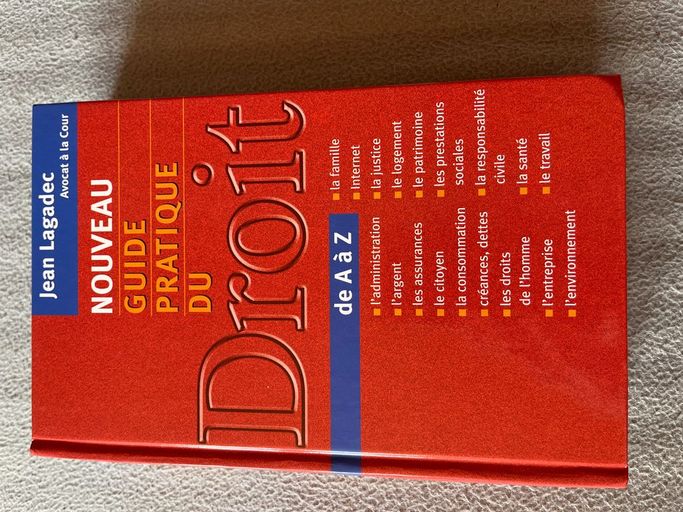 Jean Lagadec
Avocat à la Cour
NOUVEAU
GUIDE
PRATIQUE
DU
Droit
de A à Z
l'administration
l'argent
les assurances
le citoyen
la consommation
créances, dettes
les droits
de l'homme
l'entreprise
l'environnement
la famille
Internet
la justice
le logement
le patrimoine
les prestations
sociales
la responsabilité
civile
la santé
le travail